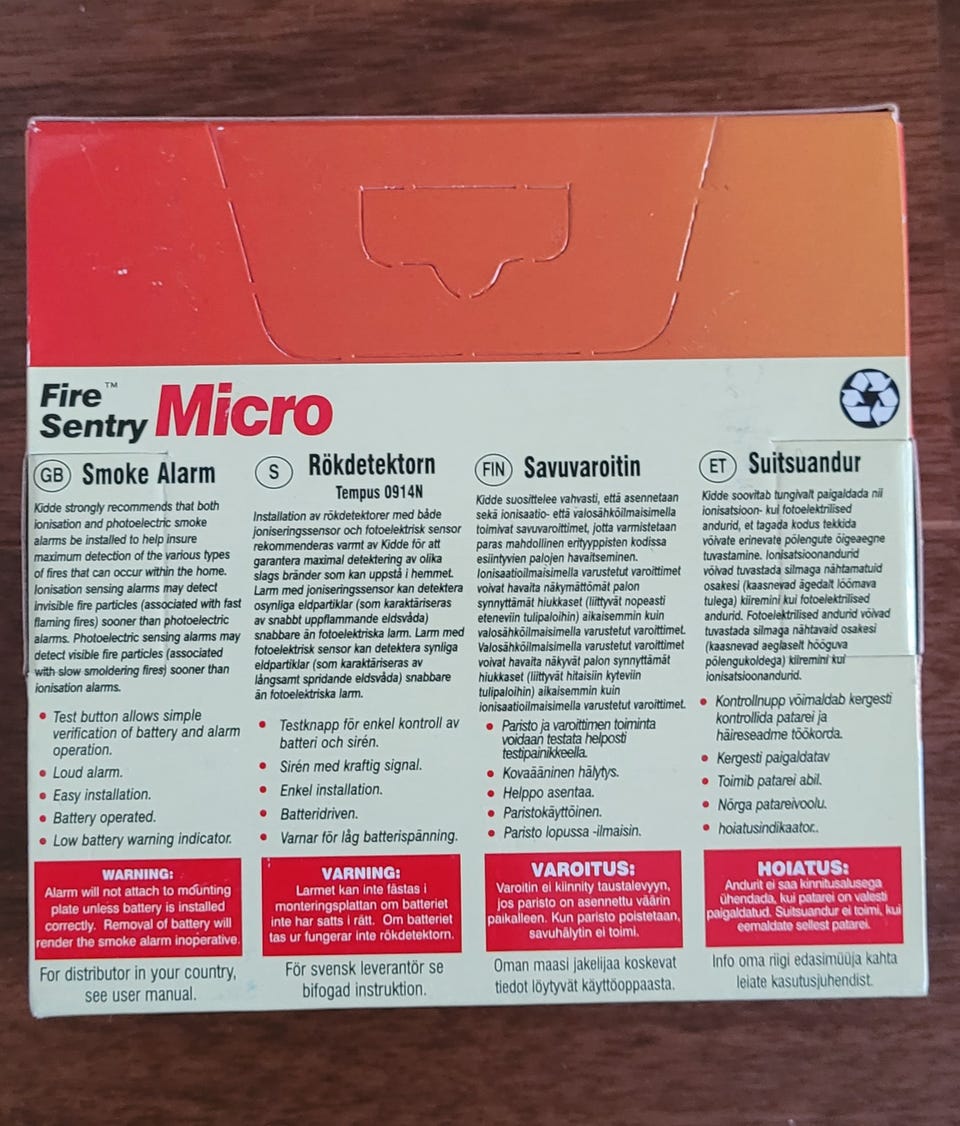 Fire™
Sentry Micro
GB Smoke Alarm
Kidde strongly recommends that both
ionisation and photoelectric smoke
alarms be installed to help insure
maximum detection of the various types
of fires that can occur within the home.
Ionisation sensing alarms may detect
invisible fire particles (associated with fast
flaming fires) sooner than photoelectric
alarms. Photoelectric sensing alarms may
detect visible fire particles (associated
with slow smoldering fires) sooner than
ionisation alarms.
• Test button allows simple
verification of battery and alarm
operation.
• Loud alarm.
• Easy installation.
• Battery operated.
• Low battery warning indicator.
WARNING:
Alarm will not attach to mounting
plate unless battery is installed
correctly. Removal of battery will
render the smoke alarm inoperative.
For distributor in your country,
see user manual.
S Rökdetektorn
Tempus 0914N
Installation av rökdetektorer med både
joniseringssensor och fotoelektrisk sensor
rekommenderas varmt av Kidde för att
garantera maximal detektering av olika
slags bränder som kan uppstå i hemmet.
Larm med joniseringssensor kan detektera
osynliga eldpartiklar (som karaktäriseras
av snabbt uppflammande eldsvåda)
snabbare än fotoelektriska larm. Larm med
fotoelektrisk sensor kan detektera synliga
eldpartiklar (som karaktäriseras av
långsamt spridande eldsvåda) snabbare
än fotoelektriska larm.
• Testknapp för enkel kontroll av
batteri och sirén.
• Sirén med kraftig signal.
• Enkel installation.
• Batteridriven.
• Varnar för låg batterispänning.
VARNING:
Larmet kan inte fästas i
monteringsplattan om batteriet
inte har satts i rätt. Om batteriet
tas ur fungerar inte rökdetektorn.
För svensk leverantör se
bifogad instruktion.
FIN Savuvaroitin
Kidde suosittelee vahvasti, että asennetaan
sekä ionisaatio- että valosähköilmaisimella
toimivat savuvaroittimet, jotta varmistetaan
paras mahdollinen erityyppisten kodissa
esiintyvien palojen havaitseminen.
Ionisaatioilmaisimella varustetut varoittimet
voivat havaita näkymättömät palon
synnyttämät hiukkaset (liittyvät nopeasti
eteneviin tulipaloihin) aikaisemmin kuin
valosähköilmaisimella varustetut varoittimet.
Valosähköilmaisimella varustetut varoittimet
voivat havaita näkyvät palon synnyttämät
hiukkaset (liittyvät hitaisiin kyteviin
tulipaloihin) aikaisemmin kuin
ionisaatioilmaisimella varustetut varoittimet.
• Paristo ja varoittimen toiminta
voidaan testata helposti
testipainikkeella.
• Kovaääninen hälytys.
• Helppo asentaa.
• Paristokäyttöinen.
• Paristo lopussa -ilmaisin.
VAROITUS:
Varoitin ei kiinnity taustalevyyn,
jos paristo on asennettu väärin
paikalleen. Kun paristo poistetaan,
savuhälytin ei toimi.
Oman maasi jakelijaa koskevat
tiedot löytyvät käyttöoppaasta.
ET Suitsuandur
Kidde soovitab tungivalt paigaldada nii
ionisatsioon- kui fotoelektrilised
andurid, et tagada kodus tekkida
võivate erinevate põlengute õigeaegne
tuvastamine. Ionisatsioonandurid
võivad tuvastada silmaga nähtamatuid
osakesi (kaasnevad ägedalt lõõmava
tulega) kiiremini kui fotoelektrilised
andurid. Fotoelektrilised andurid võivad
tuvastada silmaga nähtavaid osakesi
(kaasnevad aeglaselt hõõguva
põlengukoldega) kiiremini kui
ionisatsioonandurid.
• Kontrollnupp võimaldab kergesti
kontrollida patarei ja
häireseadme töökorda.
• Kergesti paigaldatav
• Toimib patarei abil.
• Nõrga patareivoolu.
• hoiatusindikaator..
HOIATUS:
Andurit ei saa kinnitusalusega
ühendada, kui patarei on valesti
paigaldatud. Suitsuandur ei toimi, kui
eemaldate sellest patarei.
Info oma riigi edasimüüja kahta
leiate kasutusjuhendist.